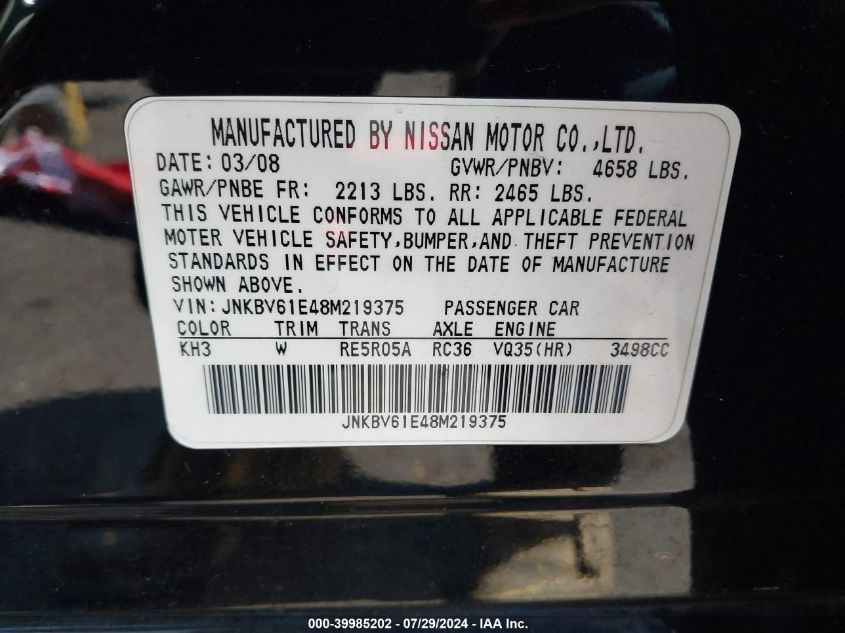 MANUFACTURED BY NISSAN MOTOR CO.,LTD.
DATE: 03/08 GVWR/PNBV: 4658 LBS.
GAWR/PNBE FR: 2213 LBS. RR: 2465 LBS.
THIS VEHICLE CONFORMS TO ALL APPLICABLE FEDERAL
MOTER VEHICLE SAFETY,BUMPER,AND THEFT PREVENTION
STANDARDS IN EFFECT ON THE DATE OF MANUFACTURE
SHOWN ABOVE.
VIN: JNKBV61E48M219375 PASSENGER CAR
COLOR TRIM TRANS AXLE ENGINE
KH3 W RE5R05A RC36 VQ35(HR) 3498CC
JNKBV61E48M219375
000-39985202 - 07/29/2024 - IAA Inc.